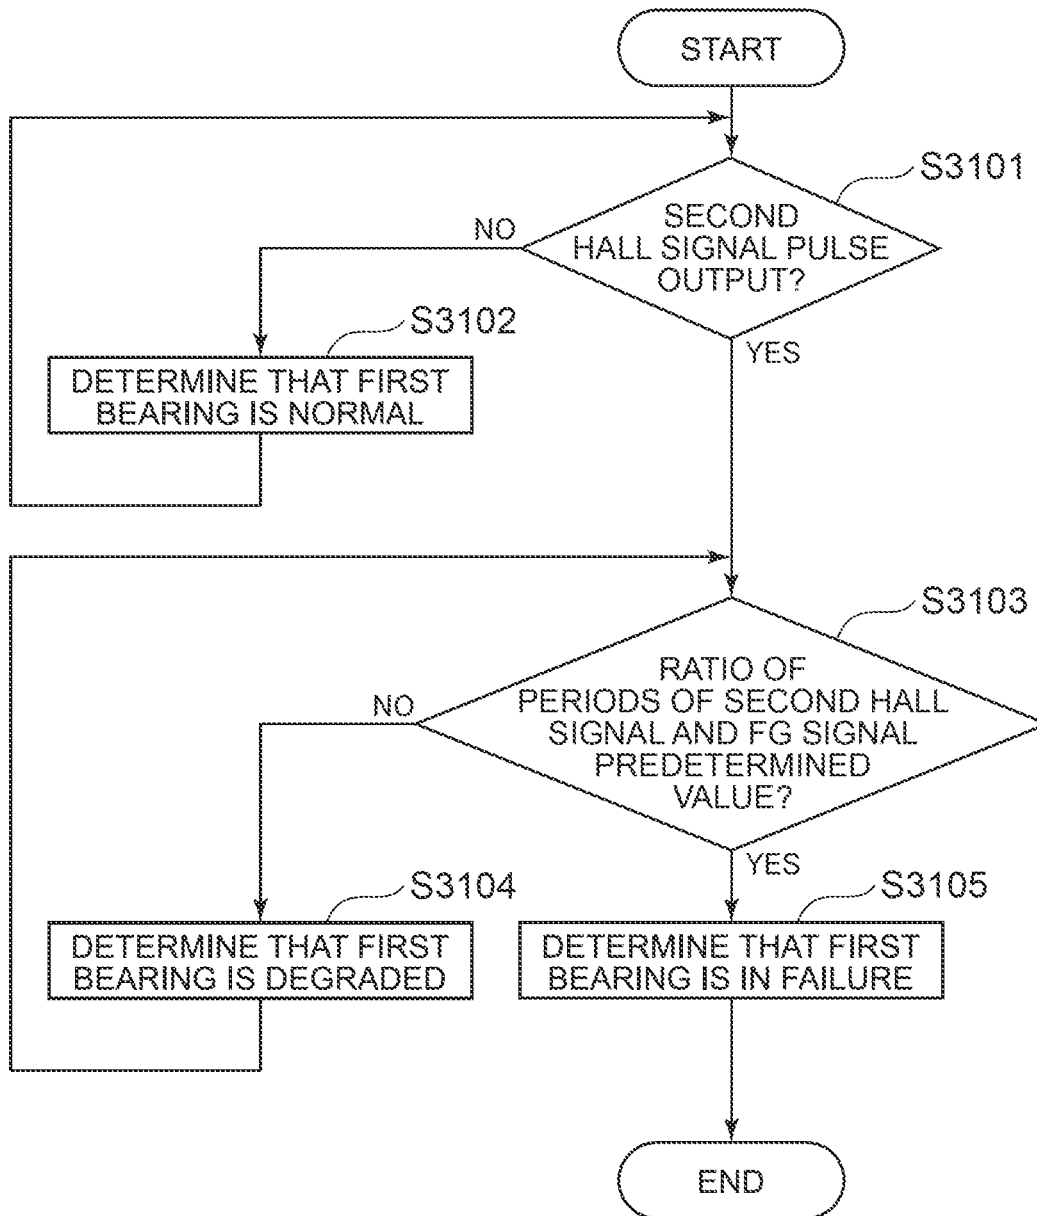 START
S3101
SECOND
HALL SIGNAL PULSE
OUTPUT?
NO
YES
S3102
DETERMINE THAT FIRST
BEARING IS NORMAL
S3103
RATIO OF
PERIODS OF SECOND HALL
SIGNAL AND FG SIGNAL
PREDETERMINED
VALUE?
NO
YES
S3104
DETERMINE THAT FIRST
BEARING IS DEGRADED
S3105
DETERMINE THAT FIRST
BEARING IS IN FAILURE
END